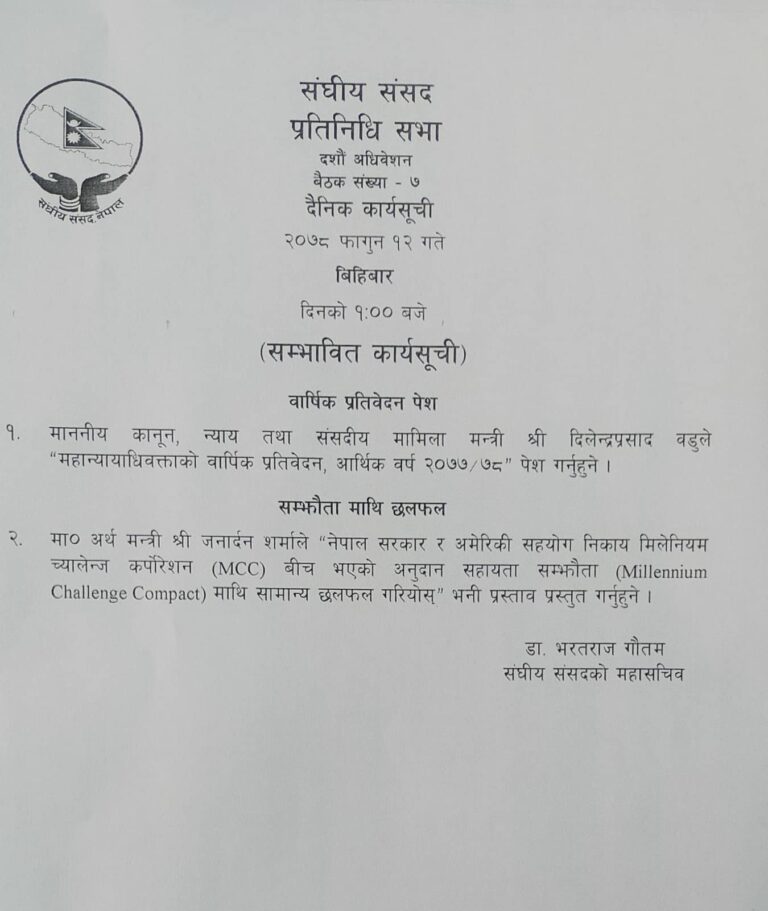 संघीय संसद
प्रतिनिधि सभा
दशौं अधिवेशन
बैठक संख्या - ७
दैनिक कार्यसूची
२०७८ फागुन १२ गते
बिहिबार
दिनको १:०० बजे
(सम्भावित कार्यसूची)
संघीय संसद, नेपाल
वार्षिक प्रतिवेदन पेश
१. माननीय कानून, न्याय तथा संसदीय मामिला मन्त्री श्री दिलेन्द्रप्रसाद वडुले
“महान्यायाधिवक्ताको वार्षिक प्रतिवेदन, आर्थिक वर्ष २०७७/७८” पेश गर्नुहुने ।
सम्झौता माथि छलफल
२. मा० अर्थ मन्त्री श्री जनार्दन शर्माले “नेपाल सरकार र अमेरिकी सहयोग निकाय मिलेनियम
च्यालेन्ज कर्पोरेशन (MCC) बीच भएको अनुदान सहायता सम्झौता (Millennium
Challenge Compact) माथि सामान्य छलफल गरियोस्” भनी प्रस्ताव प्रस्तुत गर्नुहुने ।
डा. भरतराज गौतम
संघीय संसदको महासचिव